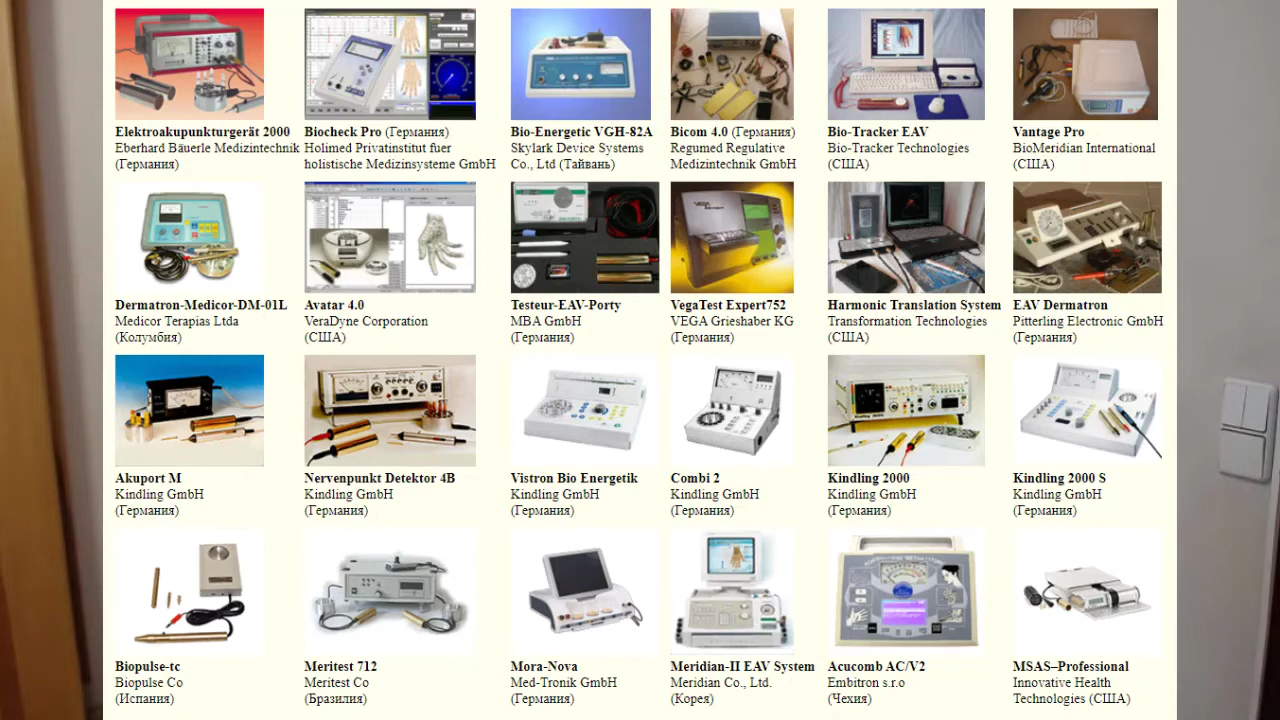 Elektroakupunkturgerät 2000
Eberhard Bäuerle Medizintechnik
(Германия)
Biocheck Pro (Германия)
Holimed Privatinstitut fuer
holistische Medizinsysteme GmbH
Bio-Energetic VGH-82A
Skylark Device Systems
Co., Ltd (Тайвань)
Bicom 4.0 (Германия)
Regumed Regulative
Medizintechnik GmbH
Bio-Tracker EAV
Bio-Tracker Technologies
(США)
Vantage Pro
BioMeridian International
(США)
VEGA
Dermatron-Medicor-DM-01L
Medicor Terapias Ltda
(Колумбия)
Avatar 4.0
VeraDyne Corporation
(США)
Testeur-EAV-Porty
MBA GmbH
(Германия)
VegaTest Expert752
VEGA Grieshaber KG
(Германия)
Harmonic Translation System
Transformation Technologies
(США)
EAV Dermatron
Pitterling Electronic GmbH
(Германия)
Akuport M
Kindling GmbH
(Германия)
Nervenpunkt Detektor 4B
Kindling GmbH
(Германия)
Vistron Bio Energetik
Kindling GmbH
(Германия)
Combi 2
Kindling GmbH
(Германия)
Kindling 2000
Kindling GmbH
(Германия)
Kindling 2000 S
Kindling GmbH
(Германия)
Biopulse-tc
Biopulse Co
(Испания)
Meritest 712
Meritest Co
(Бразилия)
Mora-Nova
Med-Tronik GmbH
(Германия)
Meridian-II EAV System
Meridian Co., Ltd.
(Корея)
Acucomb AC/V2
Embitron s.r.o
(Чехия)
MSAS–Professional
Innovative Health
Technologies (США)